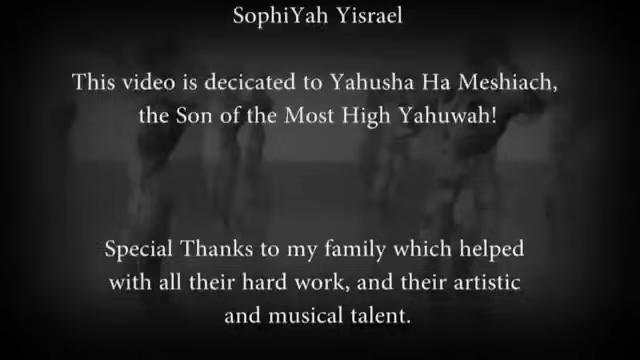 SophiYah Yisrael
This video is decicated to Yahusha Ha Meshiach,
the Son of the Most High Yahuwah!
Special Thanks to my family which helped
with all their hard work, and their artistic
and musical talent.